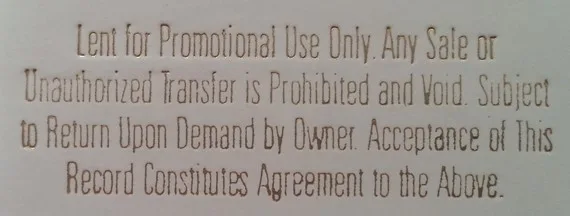 Lent for Promotional Use Only. Any Sale or
Unauthorized Transfer is Prohibited and Void. Subject
to Return Upon Demand by Owner. Acceptance of This
Record Constitutes Agreement to the Above.